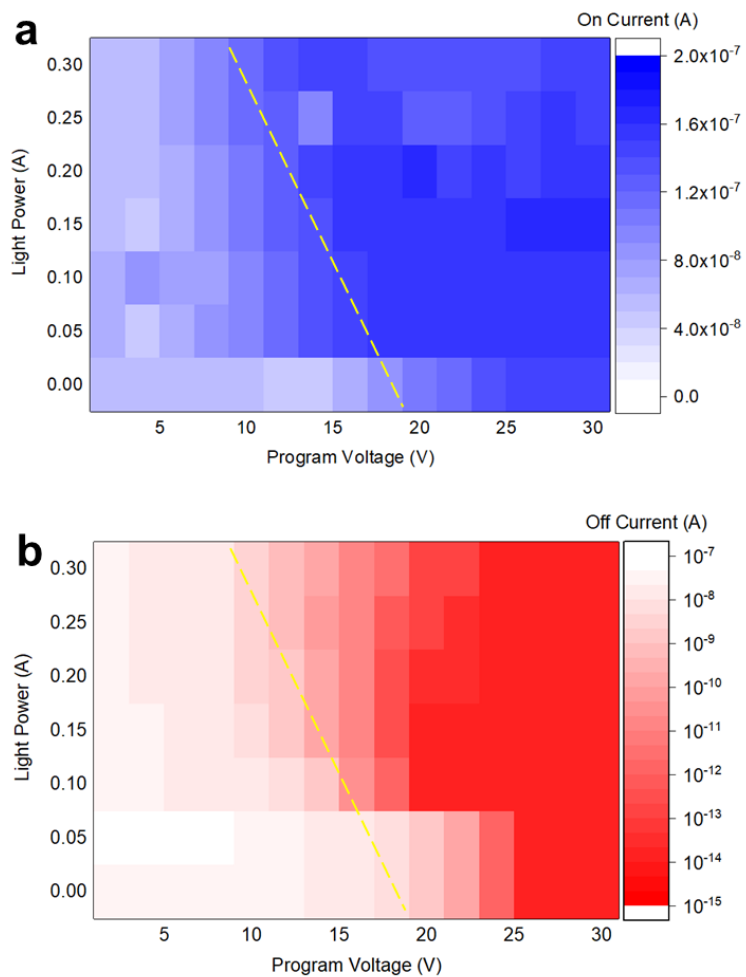 a
On Current (A)
Light Power (A)
0.30
0.25
0.20
0.15
0.10
0.05
0.00
5 10 15 20 25 30
Program Voltage (V)
2.0x10⁻⁷
1.6x10⁻⁷
1.2x10⁻⁷
8.0x10⁻⁸
4.0x10⁻⁸
0.0
b
Off Current (A)
Light Power (A)
0.30
0.25
0.20
0.15
0.10
0.05
0.00
5 10 15 20 25 30
Program Voltage (V)
10⁻⁷
10⁻⁸
10⁻⁹
10⁻¹⁰
10⁻¹¹
10⁻¹²
10⁻¹³
10⁻¹⁴
10⁻¹⁵